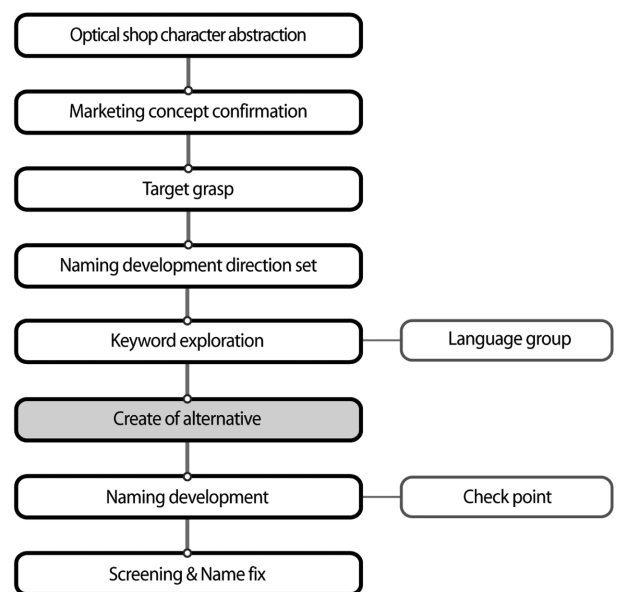 Optical shop character abstraction
Marketing concept confirmation
Target grasp
Naming development direction set
Keyword exploration
Language group
Create of alternative
Naming development
Check point
Screening & Name fix